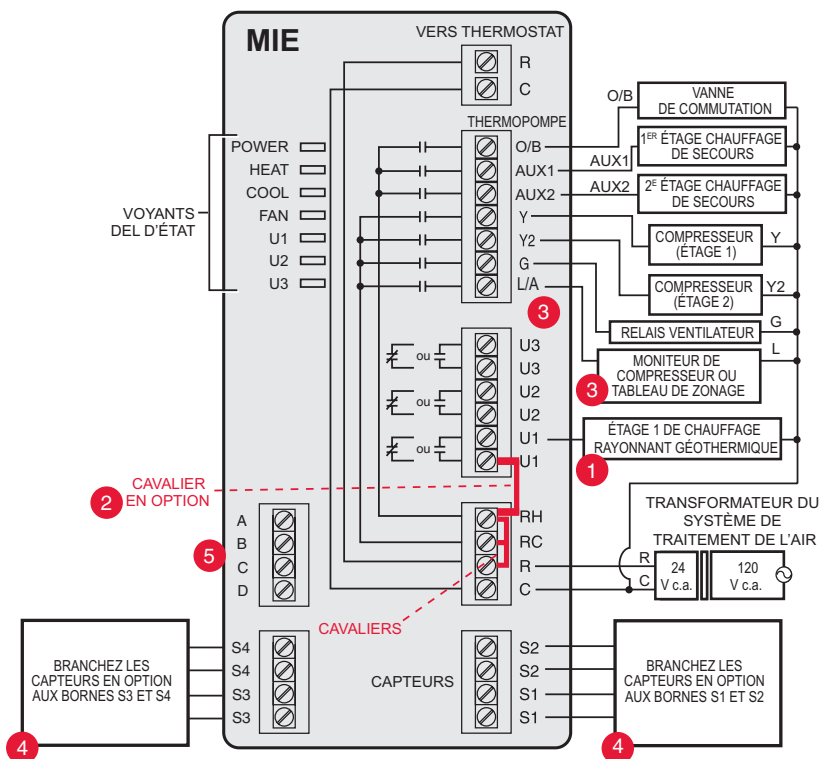 MIE
VERS THERMOSTAT
R
C
THERMOPOMPE
O/B
AUX1
AUX2
Y
Y2
G
L/A
3
POWER
HEAT
COOL
FAN
U1
U2
U3
VOYANTS
DEL D'ÉTAT
O/B
VANNE
DE COMMUTATION
AUX1
1ER ÉTAGE CHAUFFAGE
DE SECOURS
AUX2
2E ÉTAGE CHAUFFAGE
DE SECOURS
COMPRESSEUR
(ÉTAGE 1)
Y
COMPRESSEUR
(ÉTAGE 2)
Y2
RELAIS VENTILATEUR
G
MONITEUR DE
COMPRESSEUR OU
TABLEAU DE ZONAGE
L
3
ou
U3
U3
ou
U2
U2
ou
U1
U1
ÉTAGE 1 DE CHAUFFAGE
RAYONNANT GÉOTHERMIQUE
1
2
CAVALIER
EN OPTION
RH
RC
R
C
CAVALIERS
TRANSFORMATEUR DU
SYSTÈME DE
TRAITEMENT DE L'AIR
R
C
24
V c.a.
120
V c.a.
5
A
B
C
D
S4
S4
S3
S3
BRANCHEZ LES
CAPTEURS EN OPTION
AUX BORNES S3 ET S4
4
CAPTEURS
S2
S2
S1
S1
BRANCHEZ LES
CAPTEURS EN OPTION
AUX BORNES S1 ET S2
4